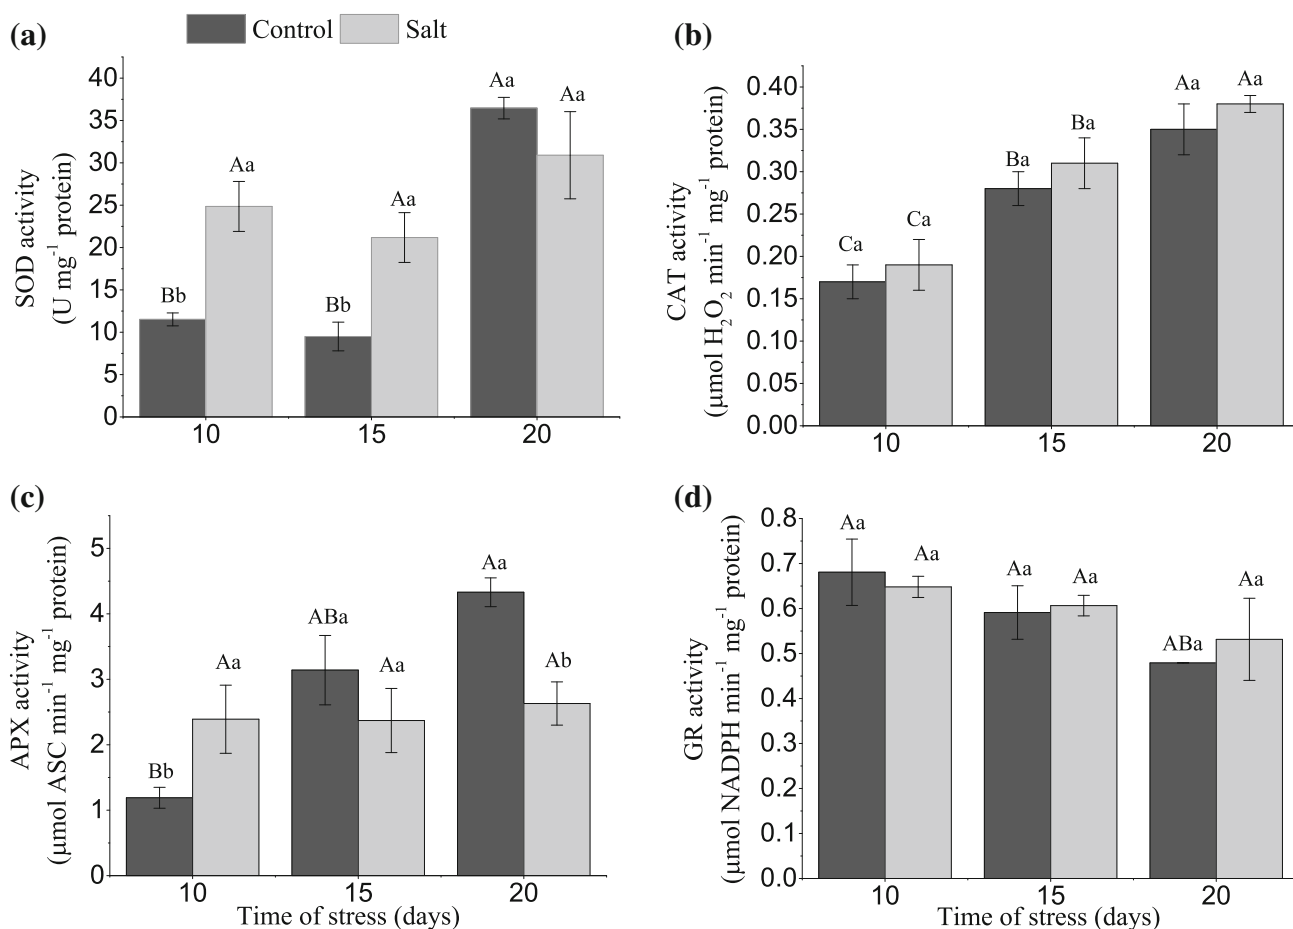 (a)
Control Salt
SOD activity
(U mg⁻¹ protein)
40
35
30
25
20
15
10
5
0
Bb
Aa
Bb
Aa
Aa
Aa
10 15 20
(b)
CAT activity
(μmol H₂O₂ min⁻¹ mg⁻¹ protein)
0.40
0.35
0.30
0.25
0.20
0.15
0.10
0.05
0.00
Ca
Ca
Ba
Ba
Aa
Aa
10 15 20
(c)
APX activity
(μmol ASC min⁻¹ mg⁻¹ protein)
5
4
3
2
1
0
Bb
Aa
ABa
Aa
Aa
Ab
10 15 20
Time of stress (days)
(d)
GR activity
(μmol NADPH min⁻¹ mg⁻¹ protein)
0.8
0.7
0.6
0.5
0.4
0.3
0.2
0.1
0.0
Aa
Aa
Aa
Aa
ABa
Aa
10 15 20
Time of stress (days)